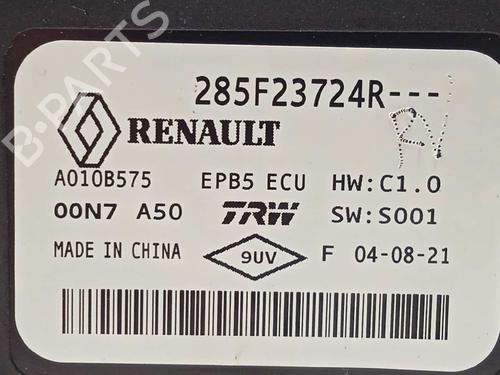 285F23724R---
RENAULT
A010B575 EPB5 ECU HW:C1.0
00N7 A50 TRW SW:S001
MADE IN CHINA 9UV F 04-08-21
B-PARTS